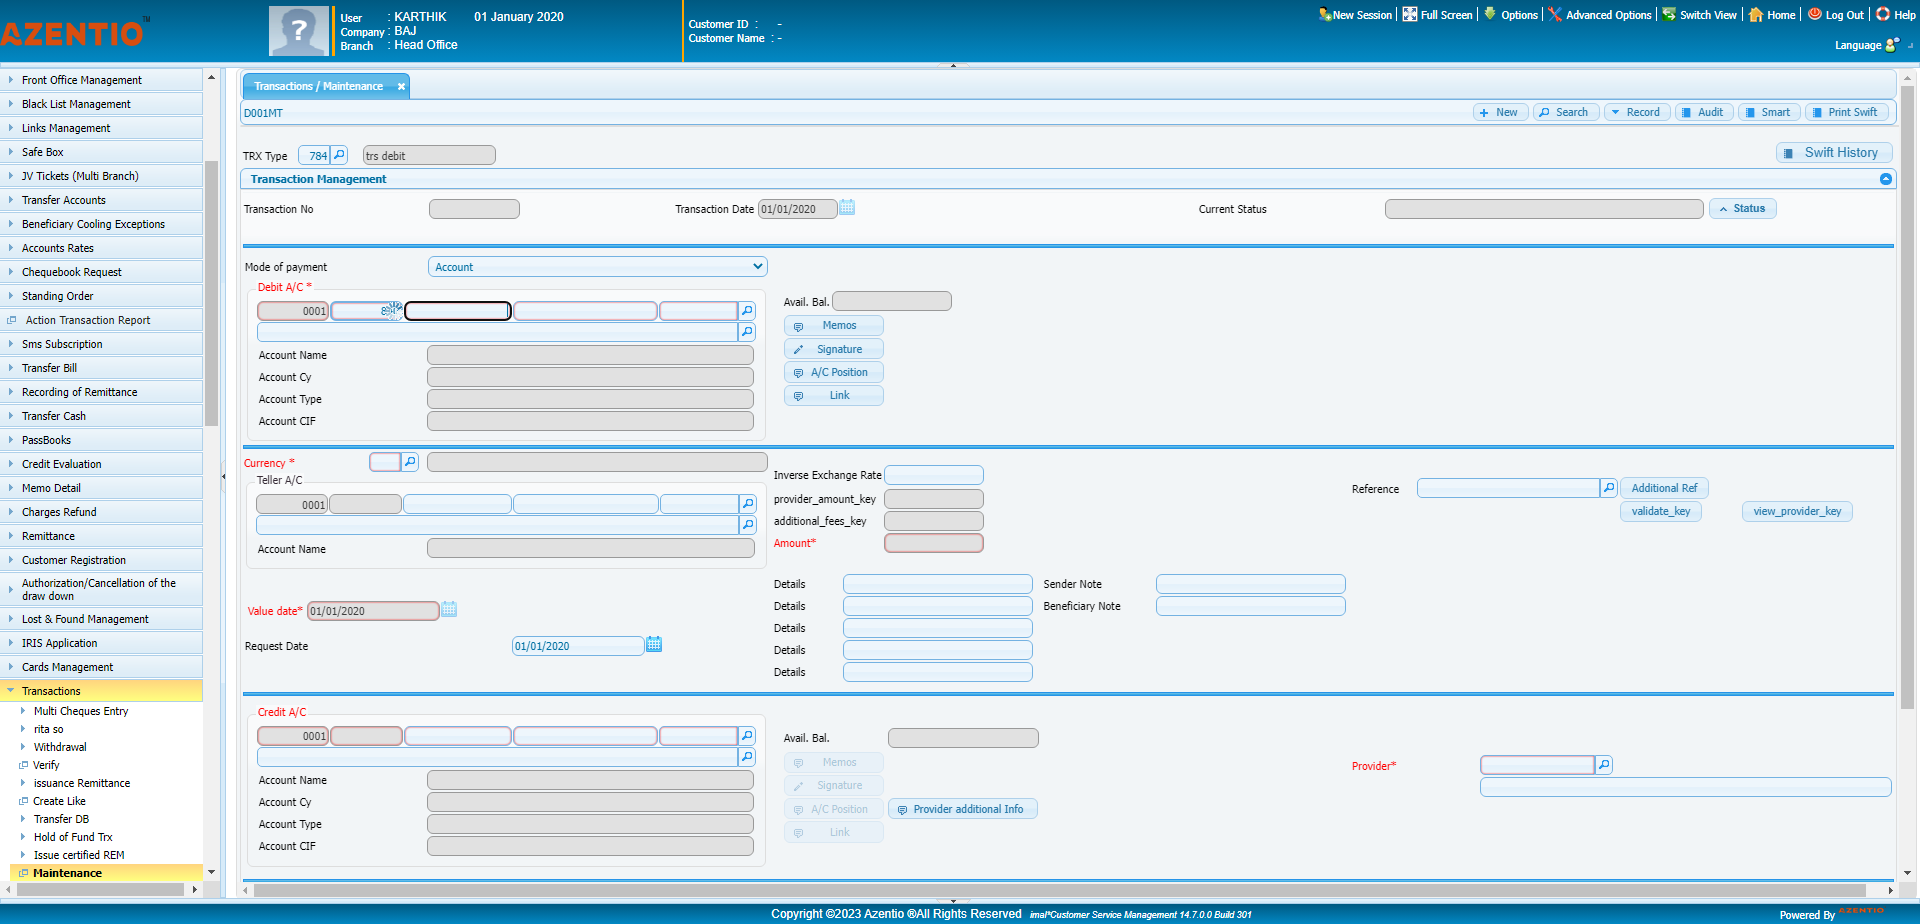 AZENTIO TM
User : KARTHIK 01 January 2020
Company : BAJ
Branch : Head Office
Customer ID : -
Customer Name : -
New Session Full Screen Options Advanced Options Switch View Home Log Out Help
Language
Front Office Management
Black List Management
Links Management
Safe Box
JV Tickets (Multi Branch)
Transfer Accounts
Beneficiary Cooling Exceptions
Accounts Rates
Chequebook Request
Standing Order
Action Transaction Report
Sms Subscription
Transfer Bill
Recording of Remittance
Transfer Cash
PassBooks
Credit Evaluation
Memo Detail
Charges Refund
Remittance
Customer Registration
Authorization/Cancellation of the
draw down
Lost & Found Management
IRIS Application
Cards Management
Transactions
Multi Cheques Entry
rita so
Withdrawal
Verify
issuance Remittance
Create Like
Transfer DB
Hold of Fund Trx
Issue certified REM
Maintenance
Transactions / Maintenance
D001MT
New Search Record Audit Smart Print Swift
TRX Type 784 trs debit
Swift History
Transaction Management
Transaction No Transaction Date 01/01/2020 Current Status Status
Mode of payment Account
Debit A/C *
0001
Avail. Bal.
Memos
Signature
A/C Position
Link
Account Name
Account Cy
Account Type
Account CIF
Currency *
Teller A/C
0001
Account Name
Inverse Exchange Rate
provider_amount_key
additional_fees_key
Amount*
Reference Additional Ref
validate_key view_provider_key
Value date* 01/01/2020
Request Date 01/01/2020
Details Sender Note
Details Beneficiary Note
Details
Details
Details
Credit A/C
0001
Account Name
Account Cy
Account Type
Account CIF
Avail. Bal.
Memos
Signature
A/C Position Provider additional Info
Link
Provider*
Copyright ©2023 Azentio ®All Rights Reserved imal*Customer Service Management 14.7.0.0 Build 301
Powered By AZENTIO